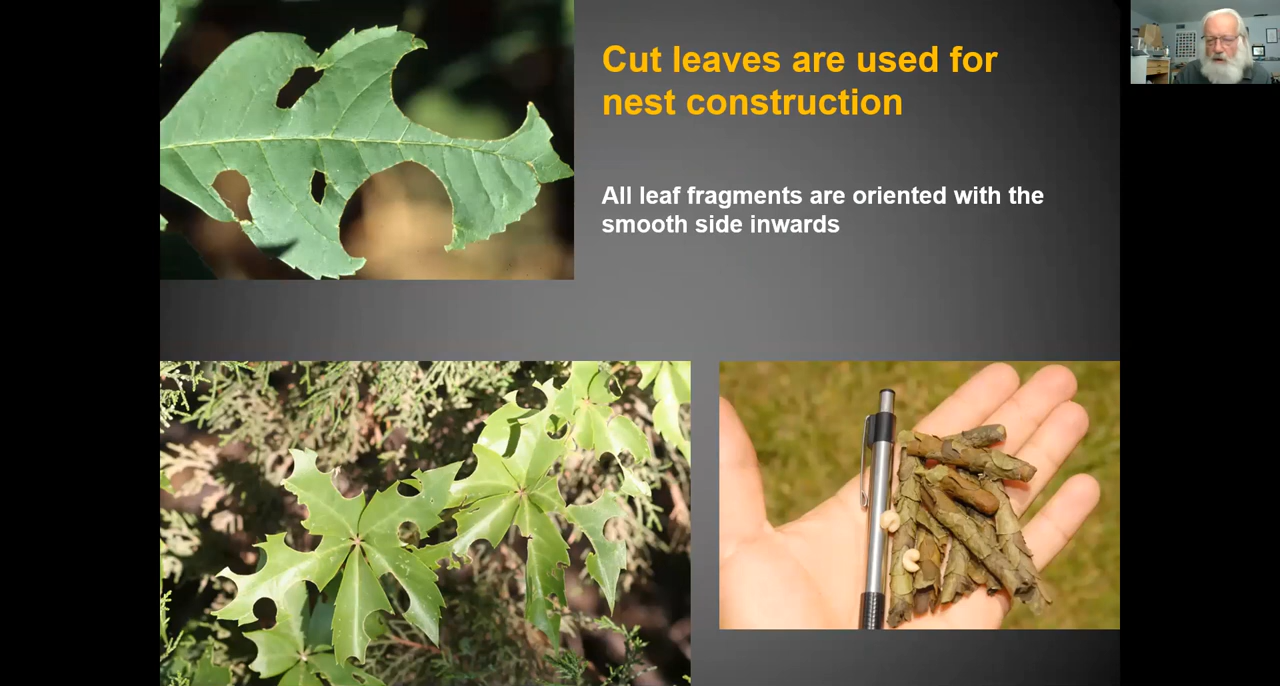 Cut leaves are used for
nest construction
All leaf fragments are oriented with the
smooth side inwards